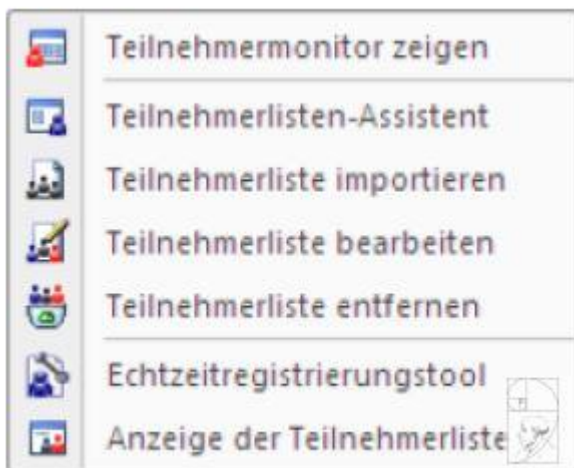 Teilnehmermonitor zeigen
Teilnehmerlisten-Assistent
Teilnehmerliste importieren
Teilnehmerliste bearbeiten
Teilnehmerliste entfernen
Echtzeitregistrierungstool
Anzeige der Teilnehmerliste